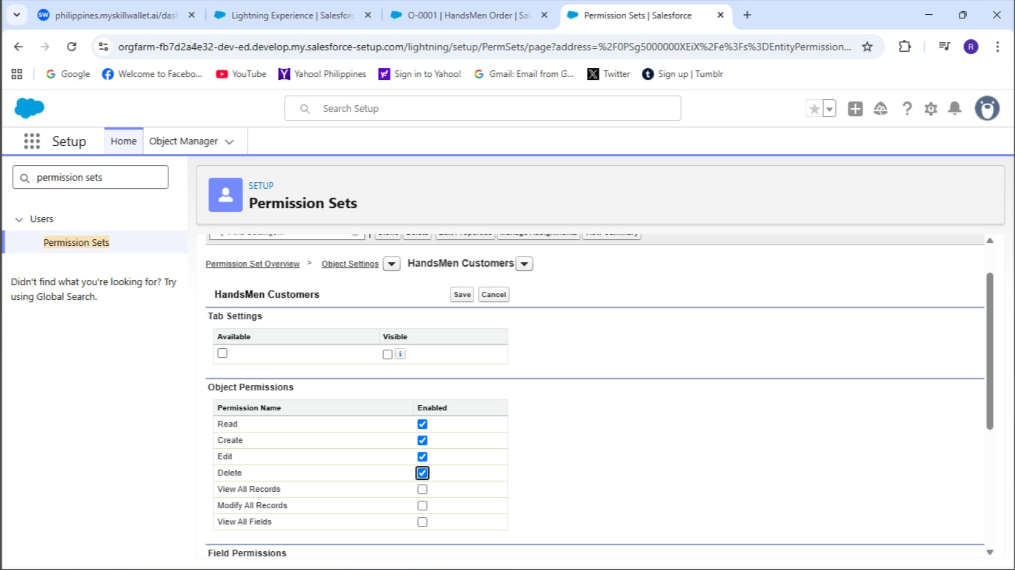 philippines.myskillwallet.ai/das
Lightning Experience | Salesforc
O-0001 | HandsMen Order | Sal
Permission Sets | Salesforce
orgfarm-fb7d2a4e32-dev-ed.develop.my.salesforce-setup.com/lightning/setup/PermSets/page?address=%2F0PSg5000000XEiX%2Fe%3Fs%3DEntityPermission...
R
Google
Welcome to Facebo...
YouTube
Yahoo! Philippines
Sign in to Yahoo!
Gmail: Email from G...
Twitter
Sign up | Tumblr
Search Setup
Setup
Home
Object Manager
permission sets
Users
Permission Sets
Didn't find what you're looking for? Try
using Global Search.
SETUP
Permission Sets
Permission Set Overview > Object Settings HandsMen Customers
HandsMen Customers
Save
Cancel
Tab Settings
Available
Visible
Object Permissions
Permission Name
Enabled
Read
Create
Edit
Delete
View All Records
Modify All Records
View All Fields
Field Permissions